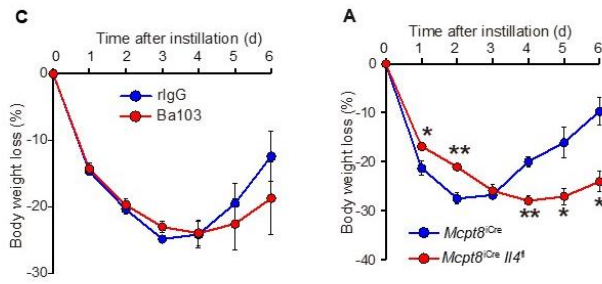 C
Time after instillation (d)
0 1 2 3 4 5 6
0
-10
-20
-30
Body weight loss (%)
rIgG
Ba103
A
Time after instillation (d)
0 1 2 3 4 5 6
0
-10
-20
-30
-40
Body weight loss (%)
*
**
**
*
*
Mcpt8iCre
Mcpt8iCre Il4fl